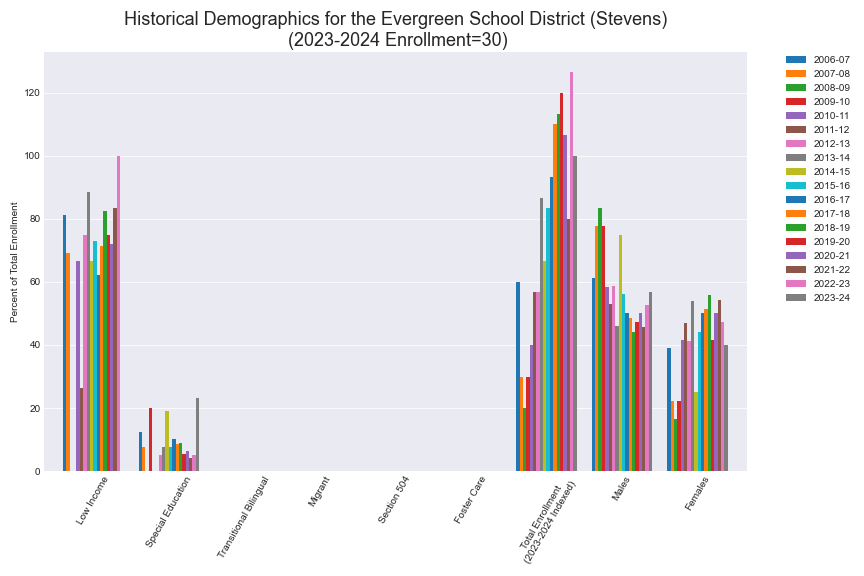 Historical Demographics for the Evergreen School District (Stevens)
(2023-2024 Enrollment=30)
Percent of Total Enrollment
120
100
80
60
40
20
0
Low Income
Special Education
Transitional Bilingual
Migrant
Section 504
Foster Care
Total Enrollment
(2023-2024 Indexed)
Males
Females
2006-07
2007-08
2008-09
2009-10
2010-11
2011-12
2012-13
2013-14
2014-15
2015-16
2016-17
2017-18
2018-19
2019-20
2020-21
2021-22
2022-23
2023-24